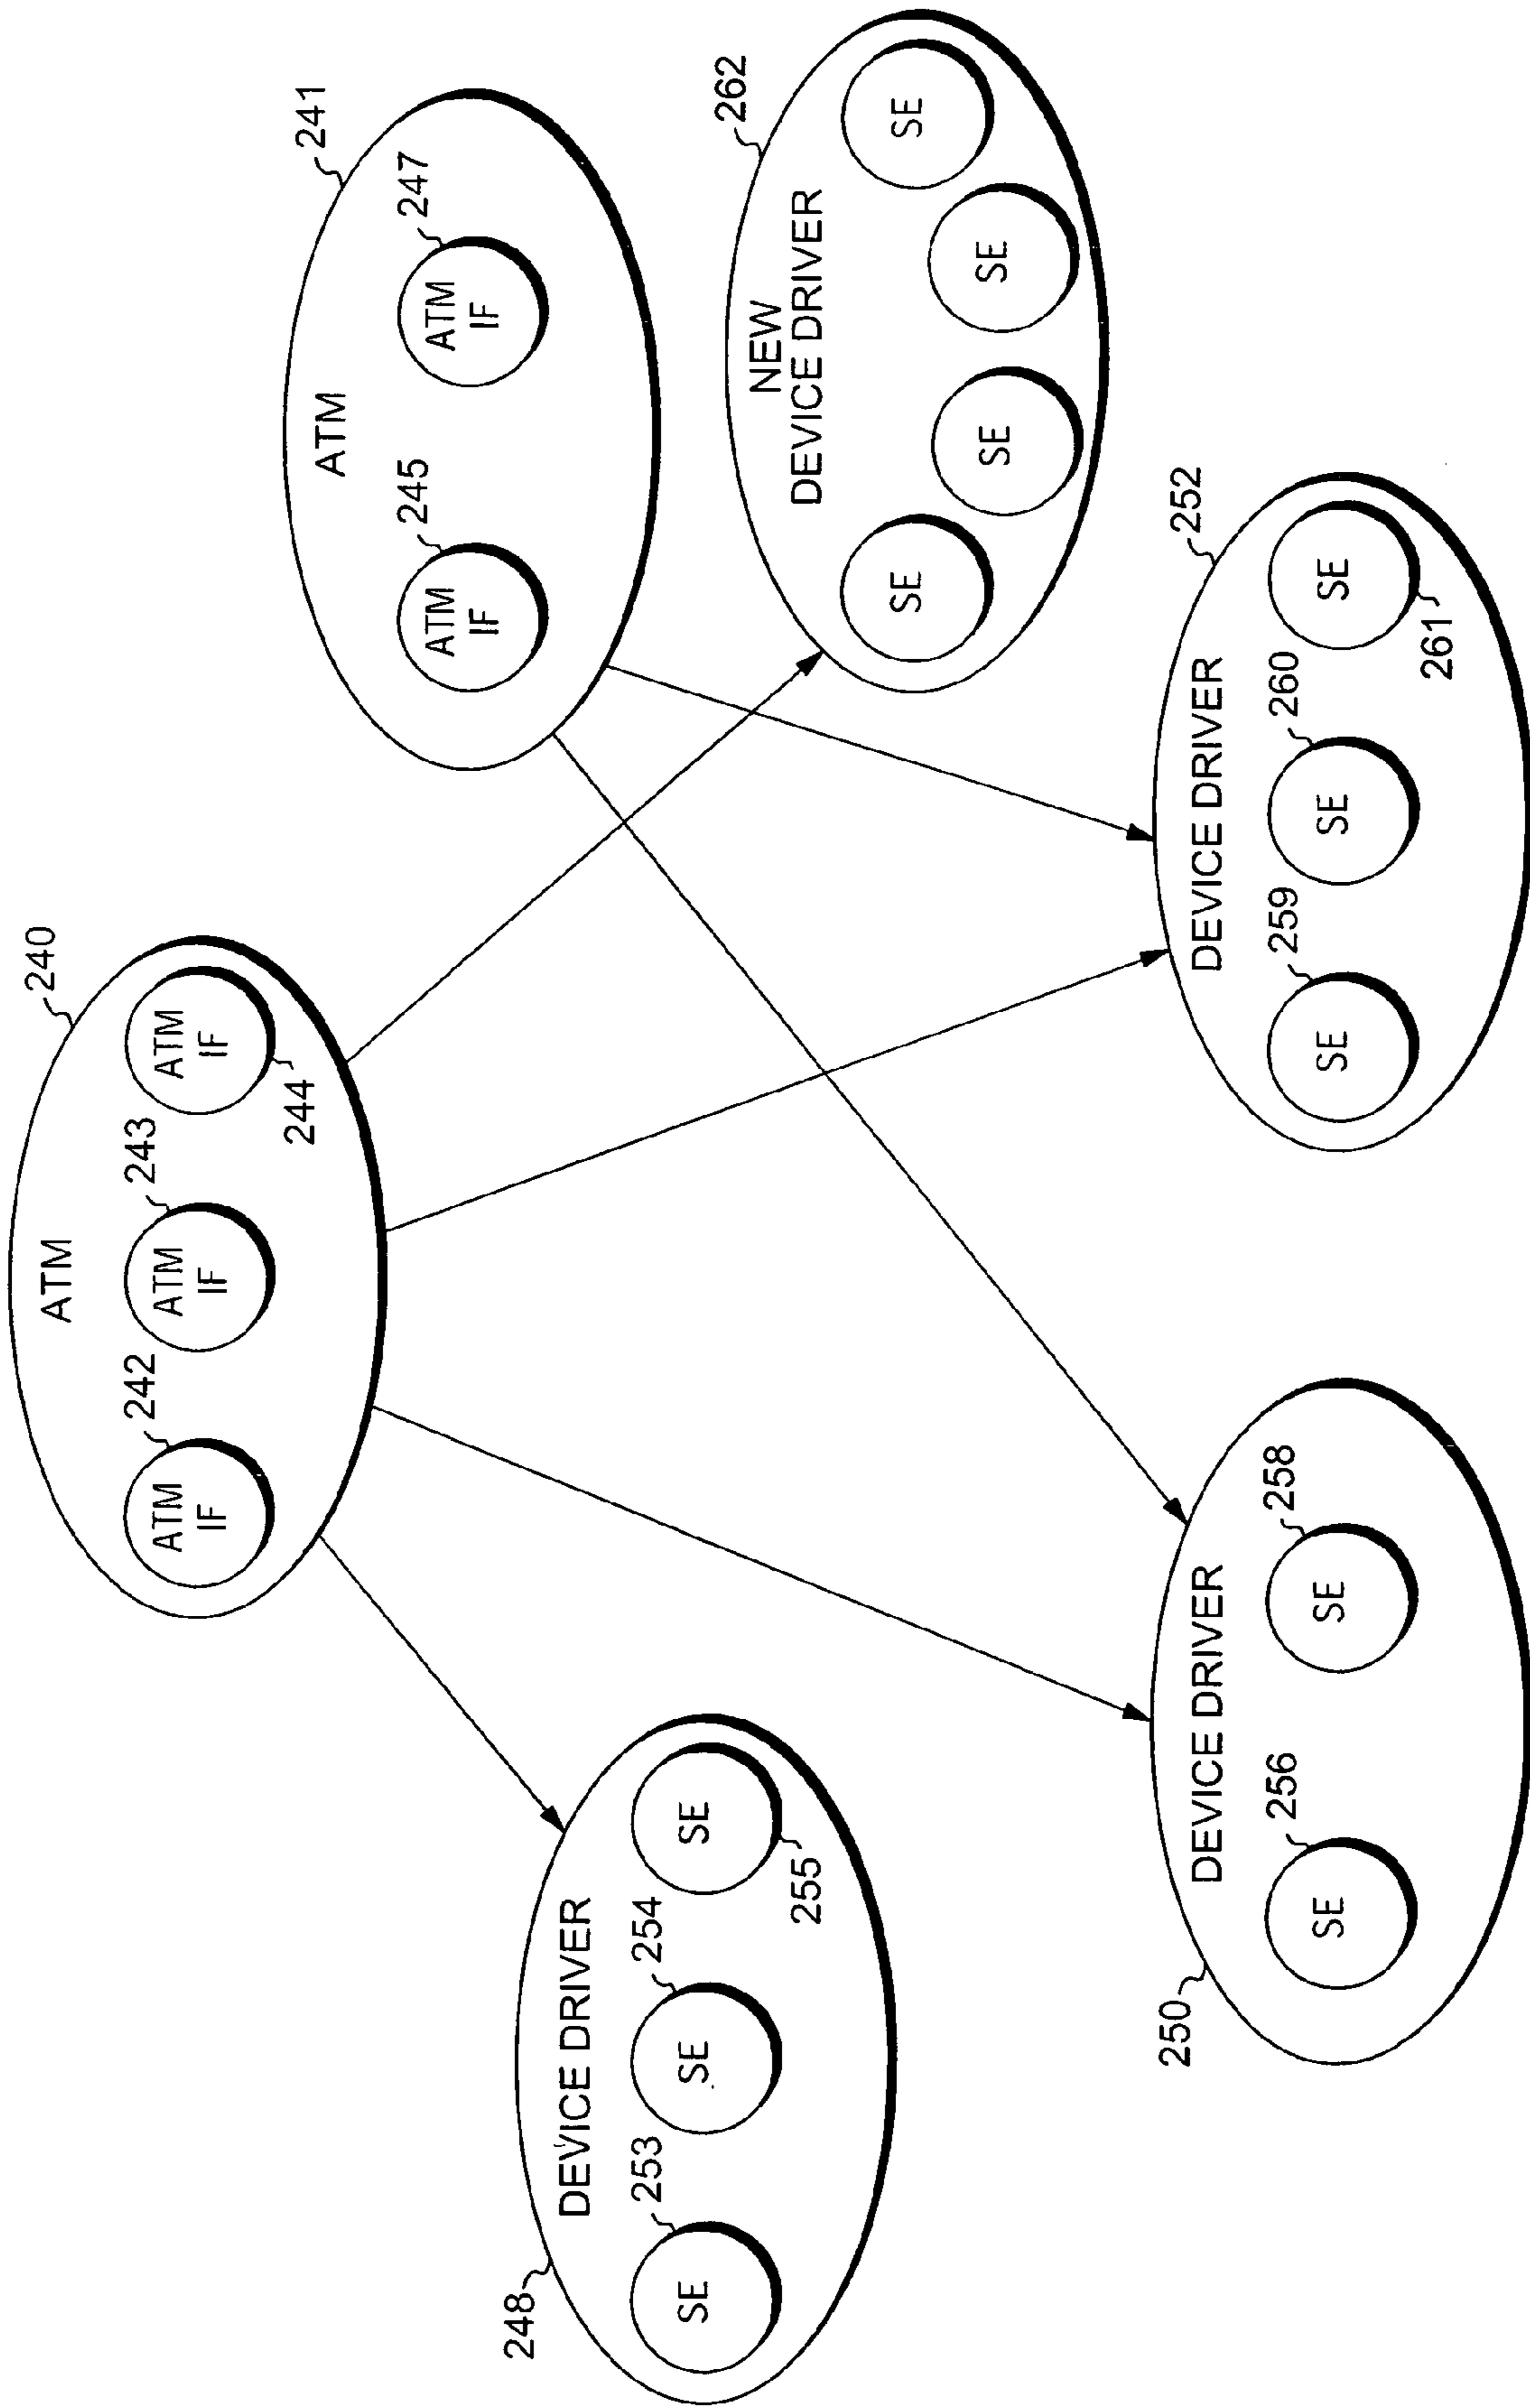 240
ATM
242
243
ATM
IF
ATM
IF
ATM
IF
244
241
ATM
245
247
ATM
IF
ATM
IF
248
DEVICE DRIVER
253
254
SE
SE
SE
255
262
NEW
DEVICE DRIVER
SE
SE
SE
SE
250
DEVICE DRIVER
256
258
SE
SE
252
DEVICE DRIVER
259
260
SE
SE
SE
261